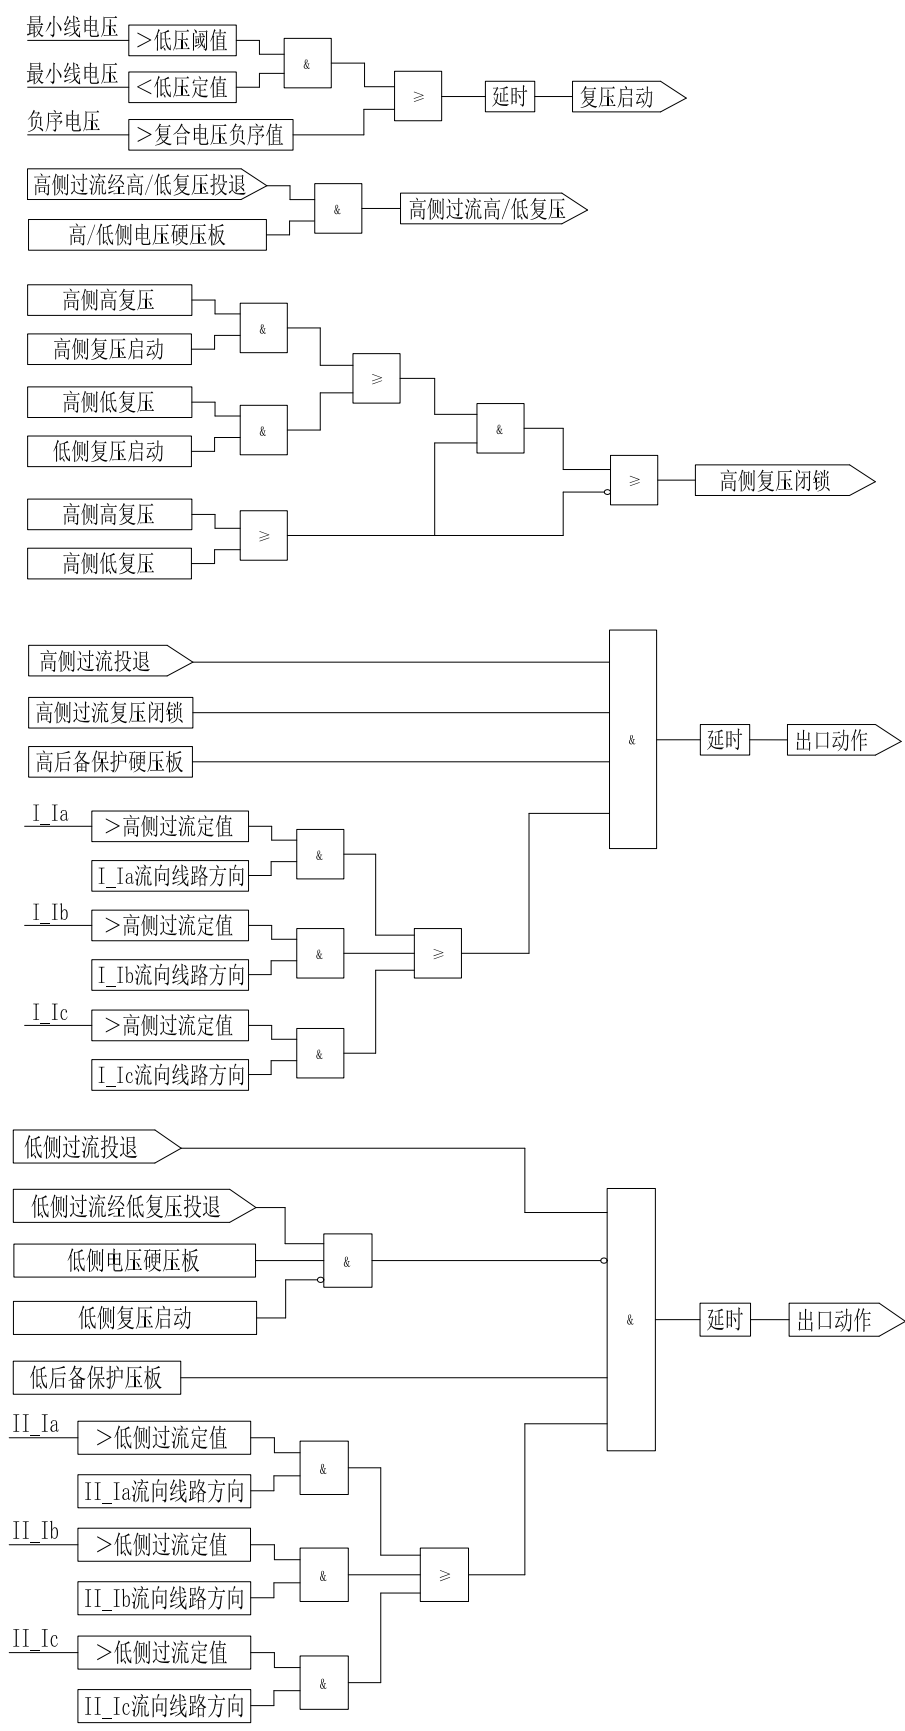 最小线电压
＞低压阈值
&
最小线电压
＜低压定值
≥
延时
复压启动
负序电压
＞复合电压负序值
高侧过流经高/低复压投退
&
高侧过流高/低复压
高/低侧电压硬压板
高侧高复压
&
高侧复压启动
≥
高侧低复压
&
&
低侧复压启动
≥
高侧复压闭锁
高侧高复压
≥
高侧低复压
高侧过流投退
高侧过流复压闭锁
&
延时
出口动作
高后备保护硬压板
I_Ia
＞高侧过流定值
&
I_Ia流向线路方向
I_Ib
＞高侧过流定值
&
≥
I_Ib流向线路方向
I_Ic
＞高侧过流定值
&
I_Ic流向线路方向
低侧过流投退
低侧过流经低复压投退
低侧电压硬压板
&
低侧复压启动
&
延时
出口动作
低后备保护压板
II_Ia
＞低侧过流定值
&
II_Ia流向线路方向
II_Ib
＞低侧过流定值
&
≥
II_Ib流向线路方向
II_Ic
＞低侧过流定值
&
II_Ic流向线路方向